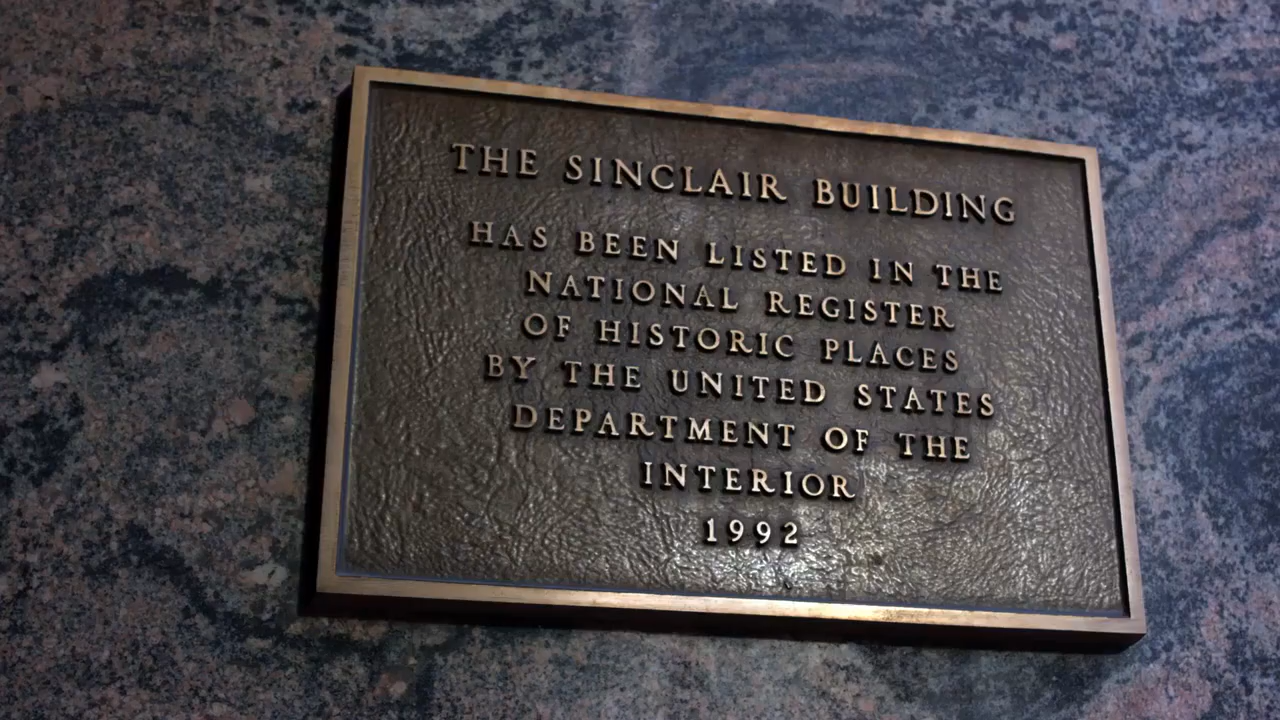 THE SINCLAIR BUILDING
HAS BEEN LISTED IN THE
NATIONAL REGISTER
OF HISTORIC PLACES
BY THE UNITED STATES
DEPARTMENT OF THE
INTERIOR
1992